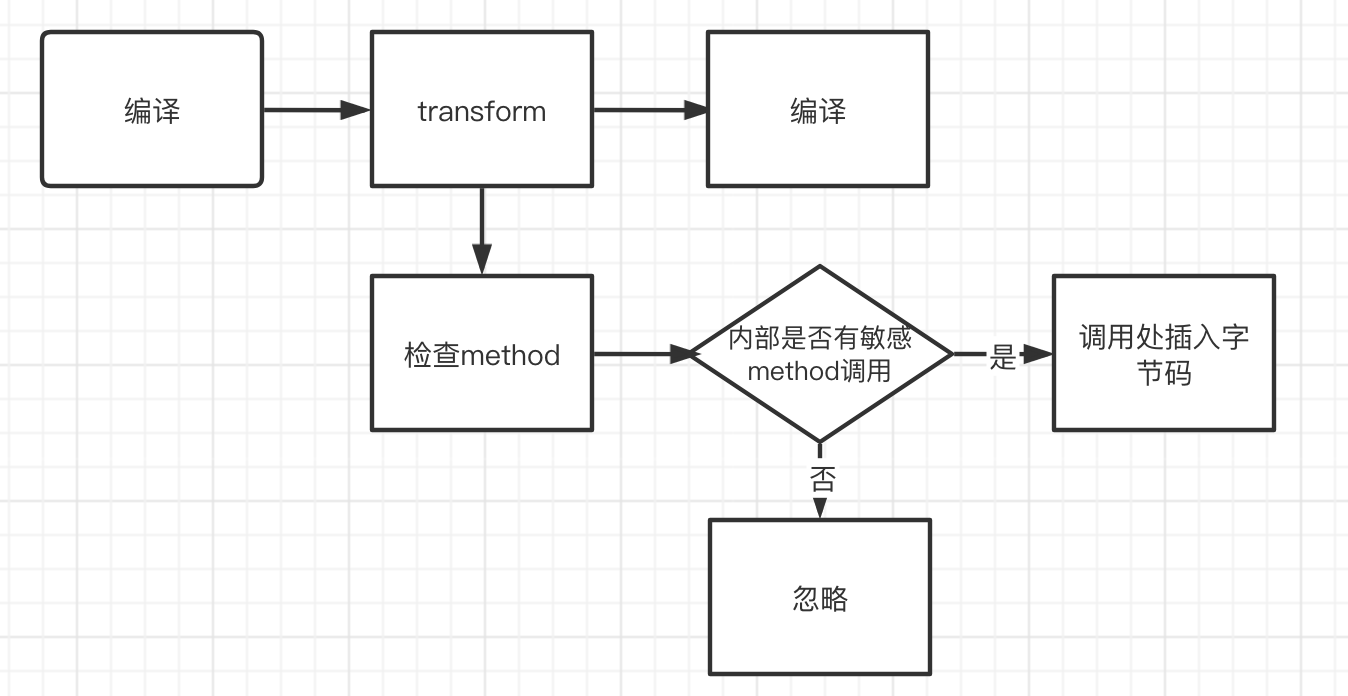 编译
transform
编译
检查method
内部是否有敏感
method调用
是
调用处插入字
节码
否
忽略